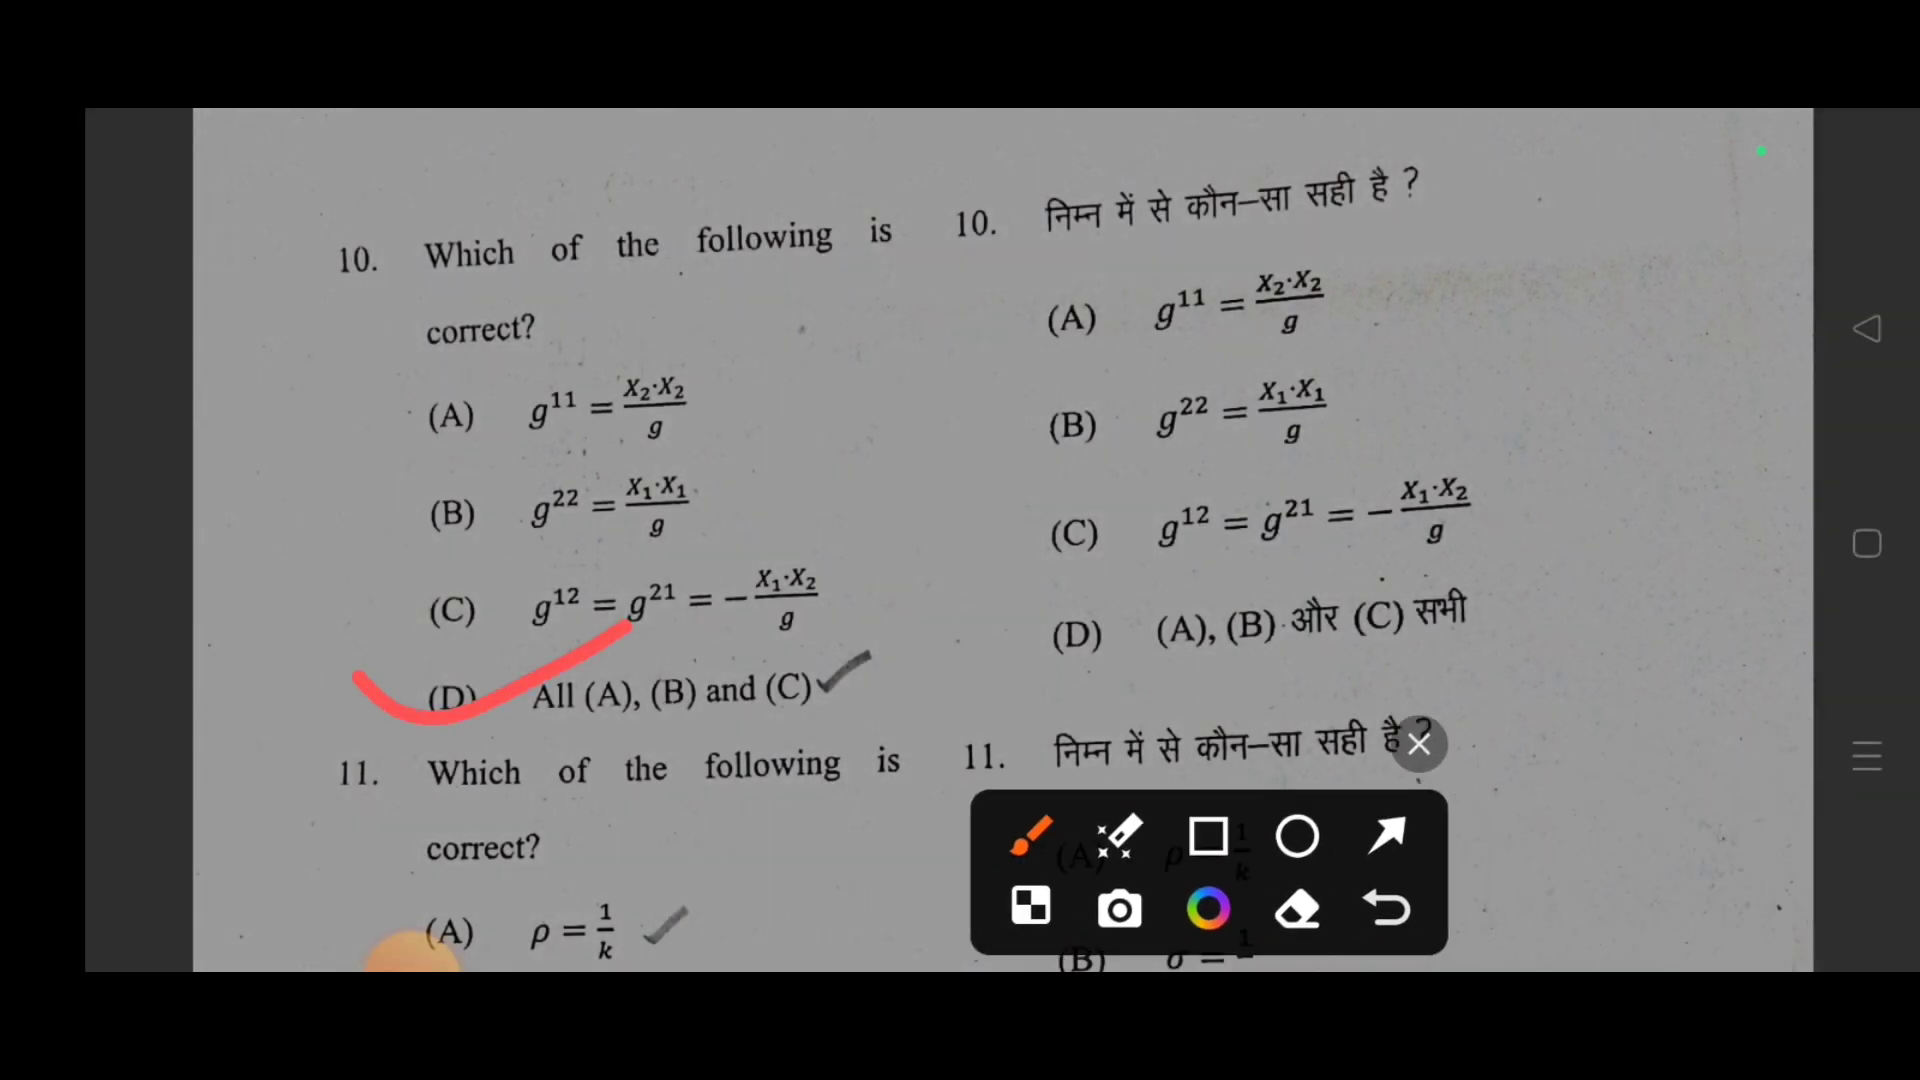 10. Which of the following is
correct?
(A) g¹¹ = X₂·X₂/g
(B) g²² = X₁·X₁/g
(C) g¹² = g²¹ = − X₁·X₂/g
(D) All (A), (B) and (C)
11. Which of the following is
correct?
(A) ρ = 1/k
10. निम्न में से कौन–सा सही है ?
(A) g¹¹ = X₂·X₂/g
(B) g²² = X₁·X₁/g
(C) g¹² = g²¹ = − X₁·X₂/g
(D) (A), (B) और (C) सभी
11. निम्न में से कौन–सा सही है ?
(A) ρ 1/k
(B) σ = 1